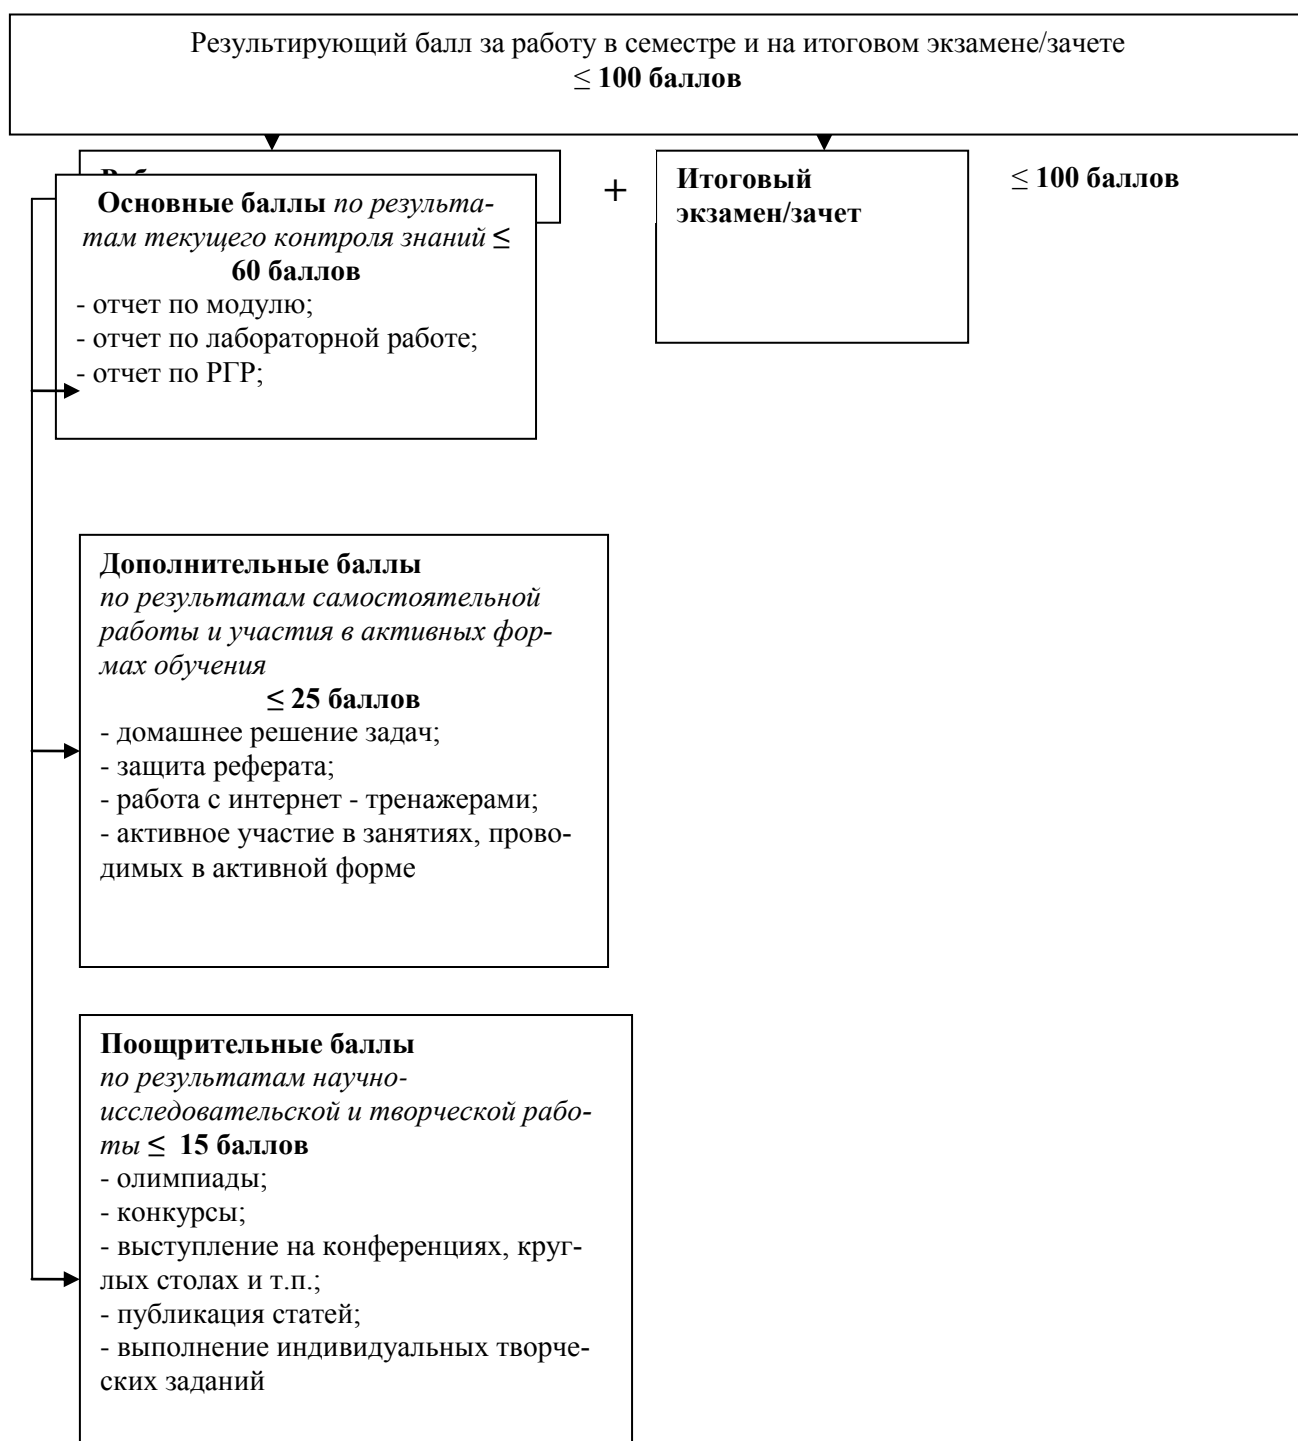 Результирующий балл за работу в семестре и на итоговом экзамене/зачете
≤ 100 баллов
+
Итоговый
экзамен/зачет
≤ 100 баллов
Основные баллы по результа-
там текущего контроля знаний ≤
60 баллов
- отчет по модулю;
- отчет по лабораторной работе;
- отчет по РГР;
Дополнительные баллы
по результатам самостоятельной
работы и участия в активных фор-
мах обучения
≤ 25 баллов
- домашнее решение задач;
- защита реферата;
- работа с интернет - тренажерами;
- активное участие в занятиях, прово-
димых в активной форме
Поощрительные баллы
по результатам научно-
исследовательской и творческой рабо-
ты ≤ 15 баллов
- олимпиады;
- конкурсы;
- выступление на конференциях, круг-
лых столах и т.п.;
- публикация статей;
- выполнение индивидуальных творче-
ских заданий